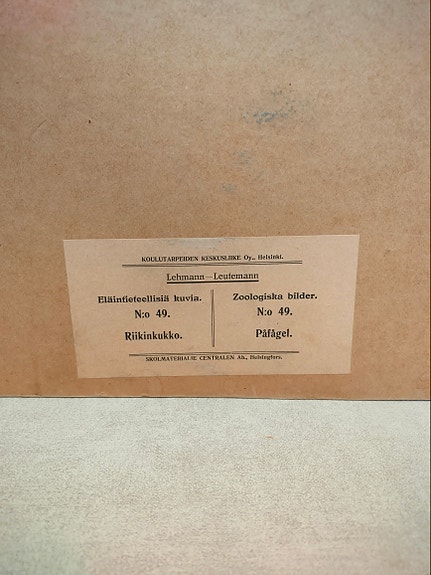 KOULUTARPEIDEN KESKUSLIIKE Oy., Helsinki.
Lehmann—Leutemann
Eläintieteellisiä kuvia.
N:o 49.
Riikinkukko.
Zoologiska bilder.
N:o 49.
Påfågel.
SKOLMATERIALIE CENTRALEN Ab., Helsingfors.